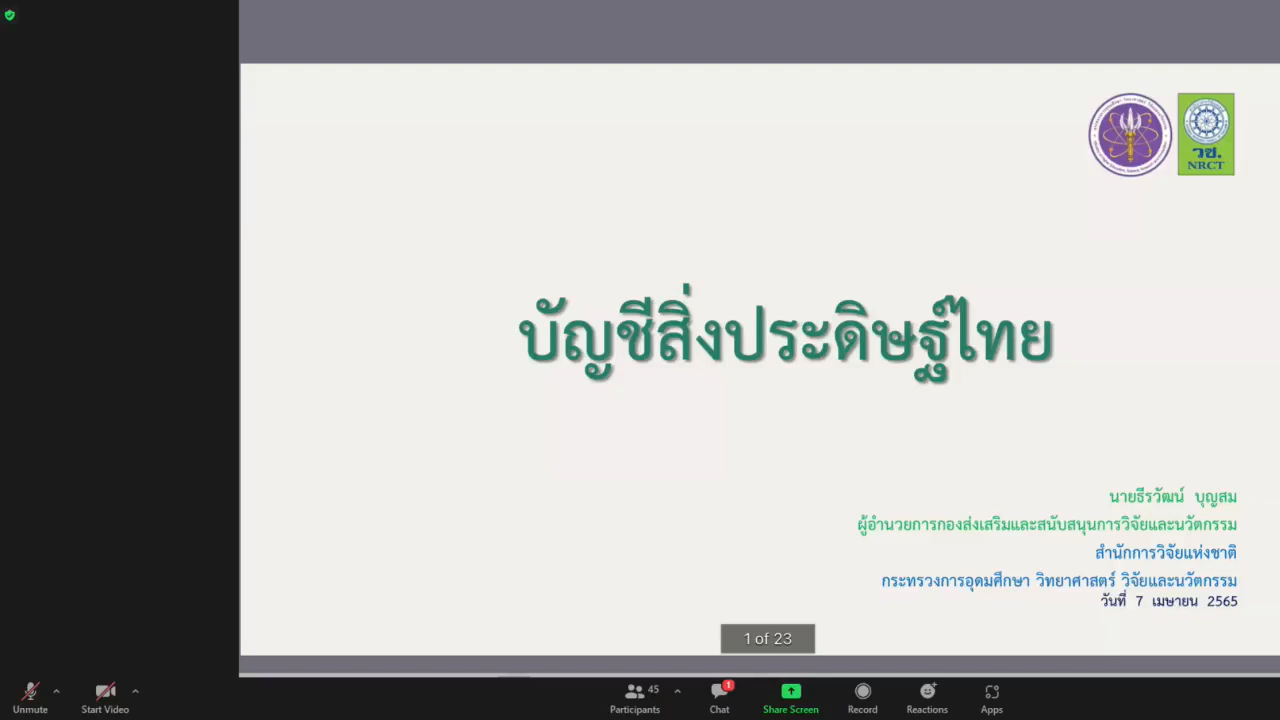 วช.
NRCT
บัญชีสิ่งประดิษฐ์ไทย
นายธีรวัฒน์ บุญสม
ผู้อำนวยการกองส่งเสริมและสนับสนุนการวิจัยและนวัตกรรม
สำนักการวิจัยแห่งชาติ
กระทรวงการอุดมศึกษา วิทยาศาสตร์ วิจัยและนวัตกรรม
วันที่ 7 เมษายน 2565
1 of 23
45
1
Unmute
Start Video
Participants
Chat
Share Screen
Record
Reactions
Apps